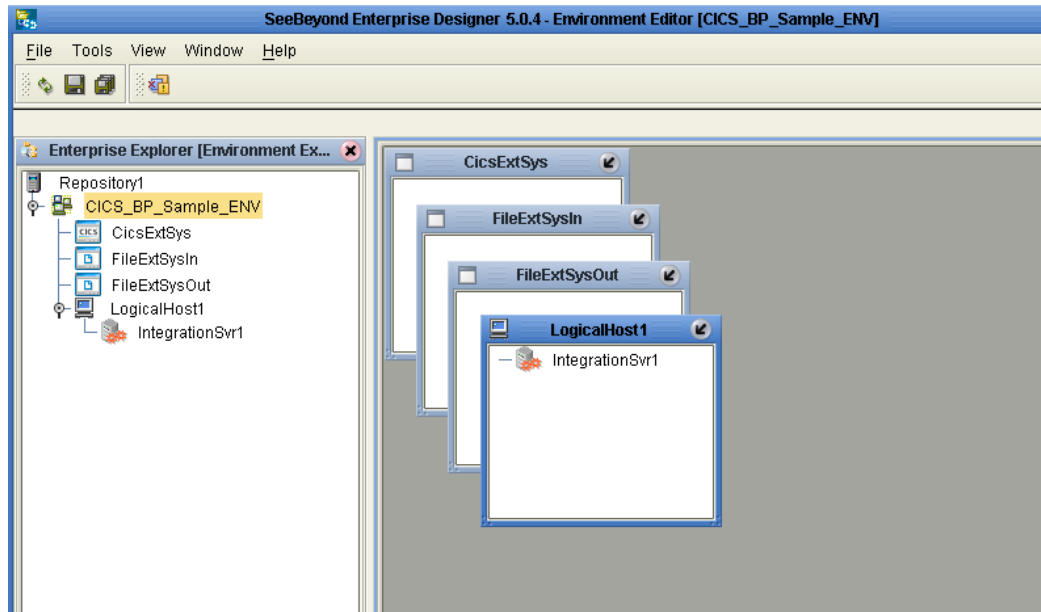 SeeBeyond Enterprise Designer 5.0.4 - Environment Editor [CICS_BP_Sample_ENV]
File Tools View Window Help
Enterprise Explorer [Environment Ex...
Repository1
CICS_BP_Sample_ENV
CICS CicsExtSys
FileExtSysIn
FileExtSysOut
LogicalHost1
IntegrationSvr1
CicsExtSys
FileExtSysIn
FileExtSysOut
LogicalHost1
IntegrationSvr1